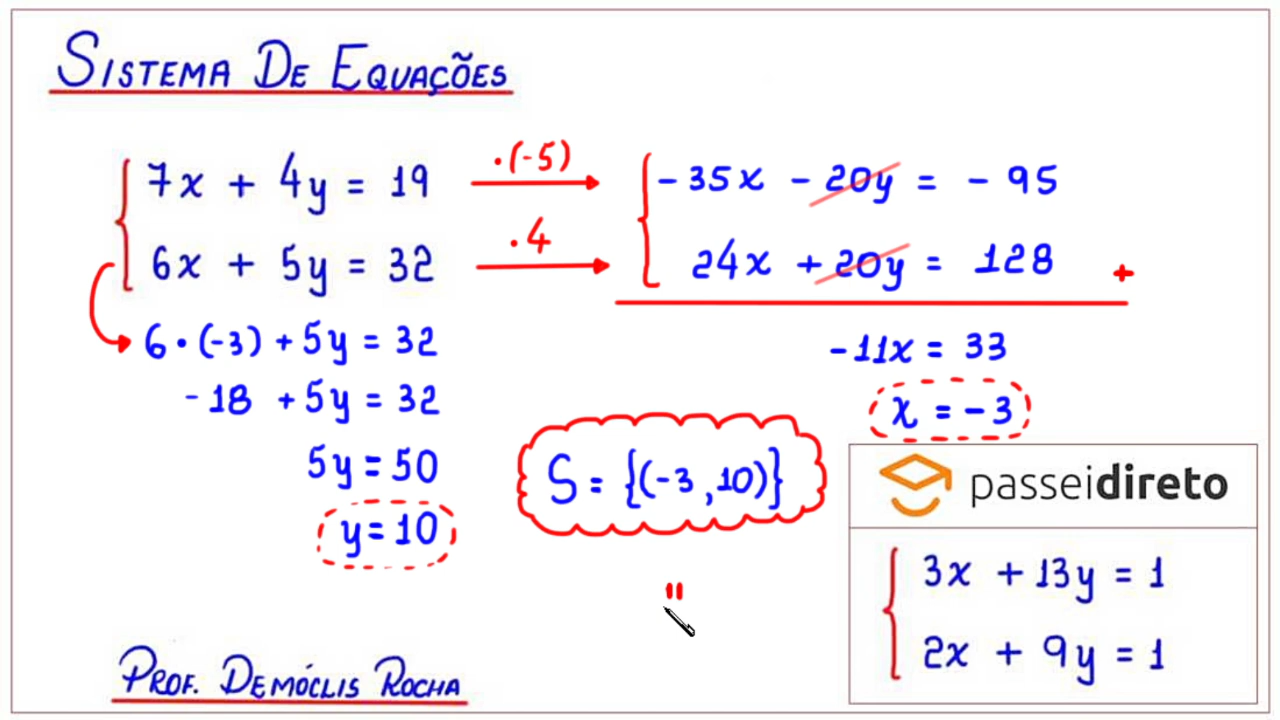 SISTEMA DE EQUAÇÕES
7x + 4y = 19
·(-5)
-35x - 20y = -95
6x + 5y = 32
·4
24x + 20y = 128
+
6·(-3) + 5y = 32
-18 + 5y = 32
5y = 50
y = 10
-11x = 33
x = -3
S = {(-3,10)}
passeidireto
3x + 13y = 1
2x + 9y = 1
PROF. DEMÓCLIS ROCHA